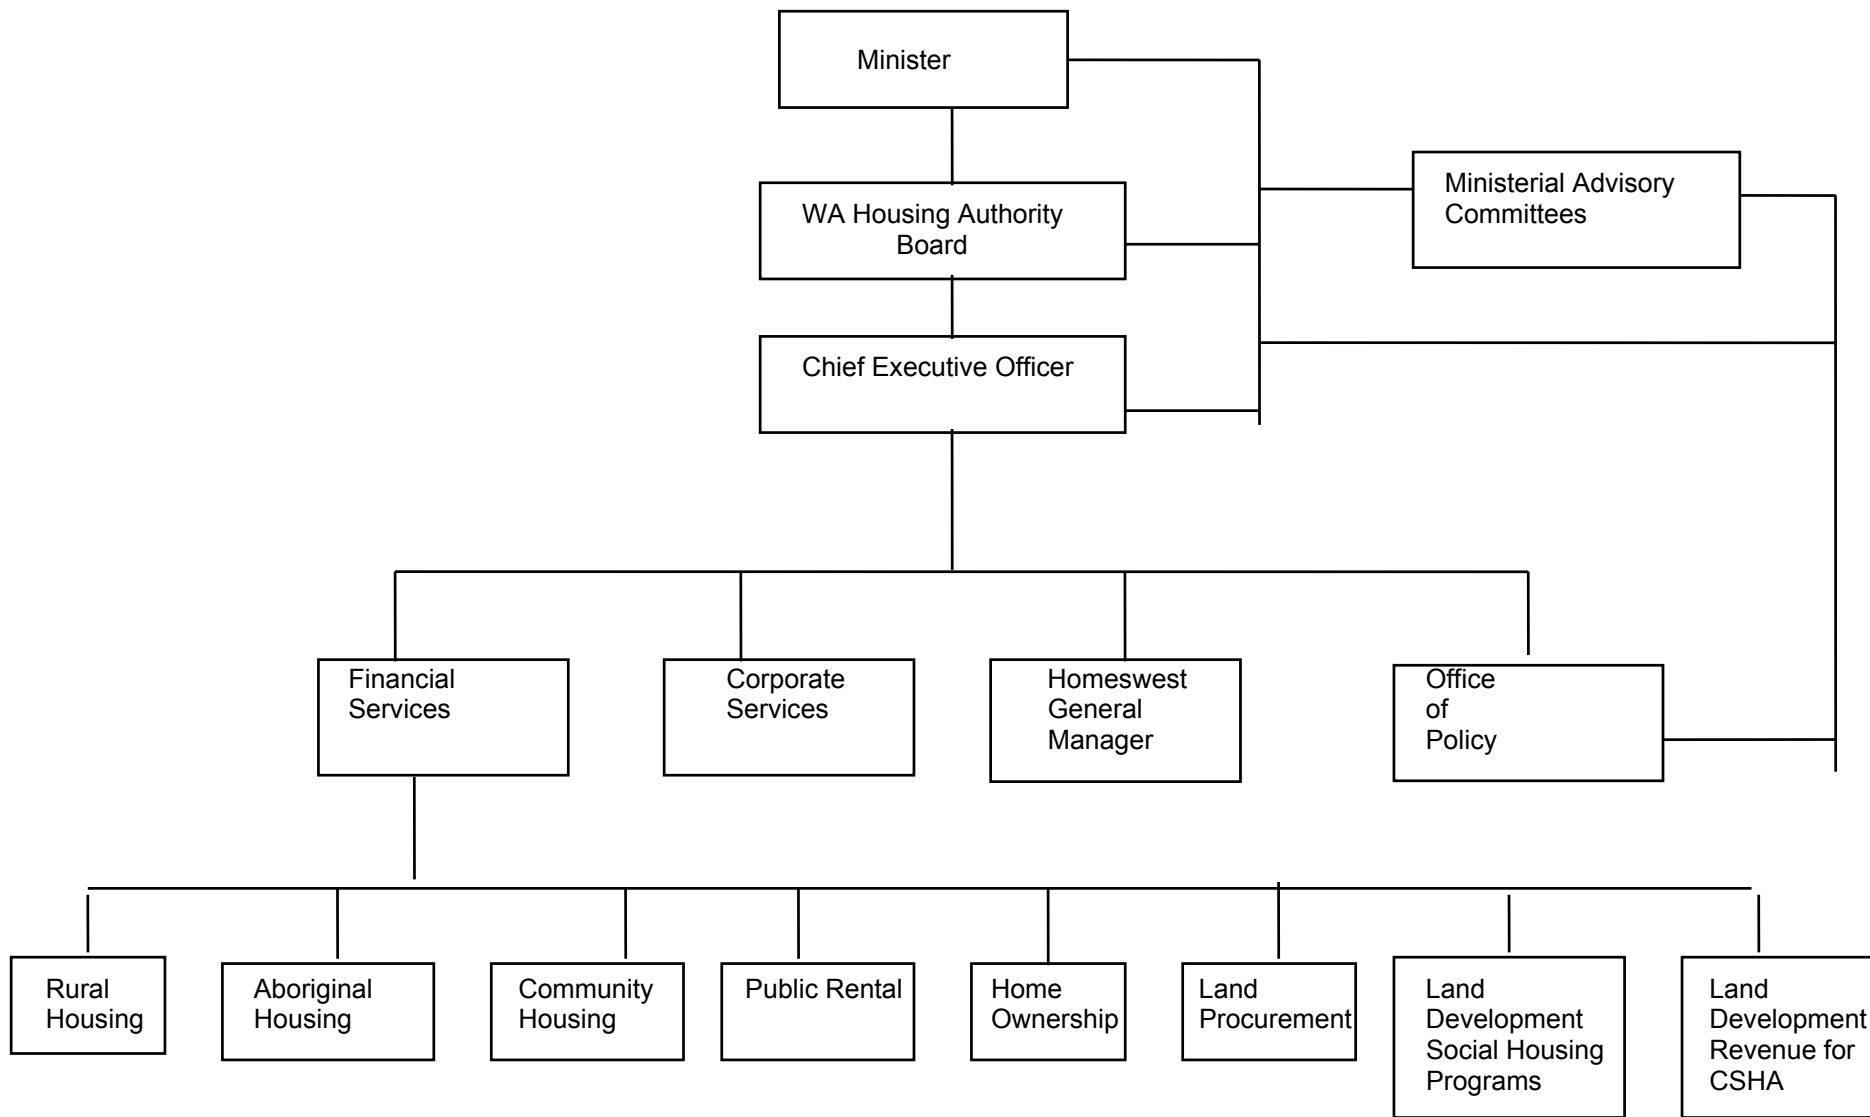 Minister
Ministerial Advisory
Committees
WA Housing Authority
Board
Chief Executive Officer
Financial
Services
Corporate
Services
Homeswest
General
Manager
Office
of
Policy
Rural
Housing
Aboriginal
Housing
Community
Housing
Public Rental
Home
Ownership
Land
Procurement
Land
Development
Social Housing
Programs
Land
Development
Revenue for
CSHA